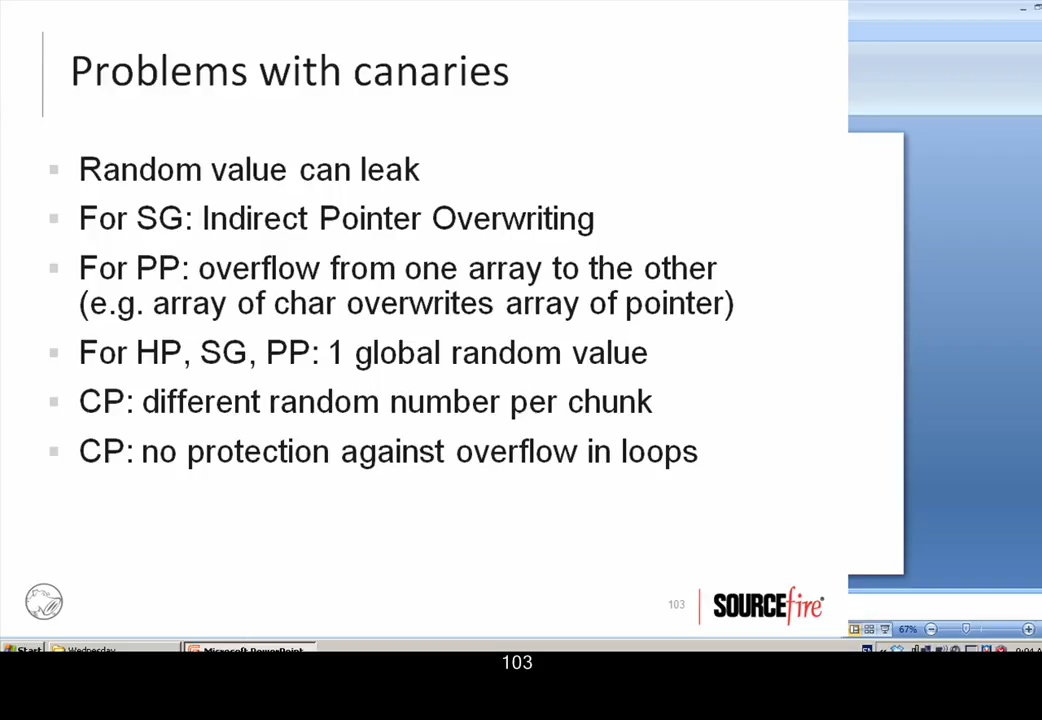 Problems with canaries
Random value can leak
For SG: Indirect Pointer Overwriting
For PP: overflow from one array to the other
(e.g. array of char overwrites array of pointer)
For HP, SG, PP: 1 global random value
CP: different random number per chunk
CP: no protection against overflow in loops
103
SOURCEfire
67%
Start
Wednesday
Microsoft PowerPoint
103